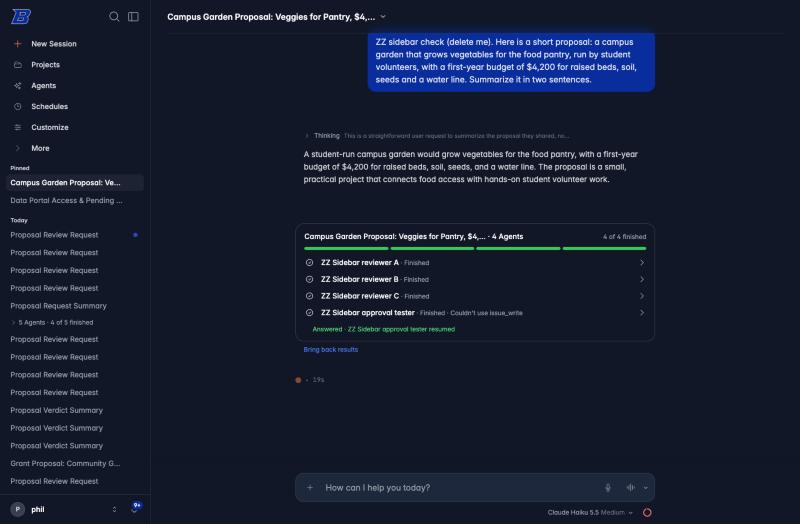 Campus Garden Proposal: Veggies for Pantry, $4,...
New Session
Projects
Agents
Schedules
Customize
More
Pinned
Campus Garden Proposal: Ve...
Data Portal Access & Pending ...
Today
Proposal Review Request
Proposal Review Request
Proposal Review Request
Proposal Review Request
Proposal Request Summary
5 Agents · 4 of 5 finished
Proposal Review Request
Proposal Review Request
Proposal Review Request
Proposal Review Request
Proposal Verdict Summary
Proposal Verdict Summary
Proposal Verdict Summary
Grant Proposal: Community G...
Proposal Review Request
P
phil
9+
ZZ sidebar check (delete me). Here is a short proposal: a campus
garden that grows vegetables for the food pantry, run by student
volunteers, with a first-year budget of $4,200 for raised beds, soil,
seeds and a water line. Summarize it in two sentences.
Thinking This is a straightforward user request to summarize the proposal they shared, no...
A student-run campus garden would grow vegetables for the food pantry, with a first-year
budget of $4,200 for raised beds, soil, seeds, and a water line. The proposal is a small,
practical project that connects food access with hands-on student volunteer work.
Campus Garden Proposal: Veggies for Pantry, $4,... · 4 Agents 4 of 4 finished
ZZ Sidebar reviewer A · Finished
ZZ Sidebar reviewer B · Finished
ZZ Sidebar reviewer C · Finished
ZZ Sidebar approval tester · Finished · Couldn't use issue_write
Answered · ZZ Sidebar approval tester resumed
Bring back results
19s
How can I help you today?
Claude Haiku 5.5 Medium